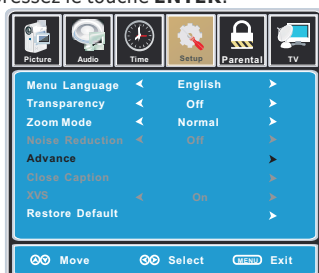 pressez le touche ENTER.
Picture Audio Time Setup Parental TV
Menu Language English
Transparency Off
Zoom Mode Normal
Noise Reduction Off
Advance
Close Caption
XVS On
Restore Default
Move Select MENU Exit